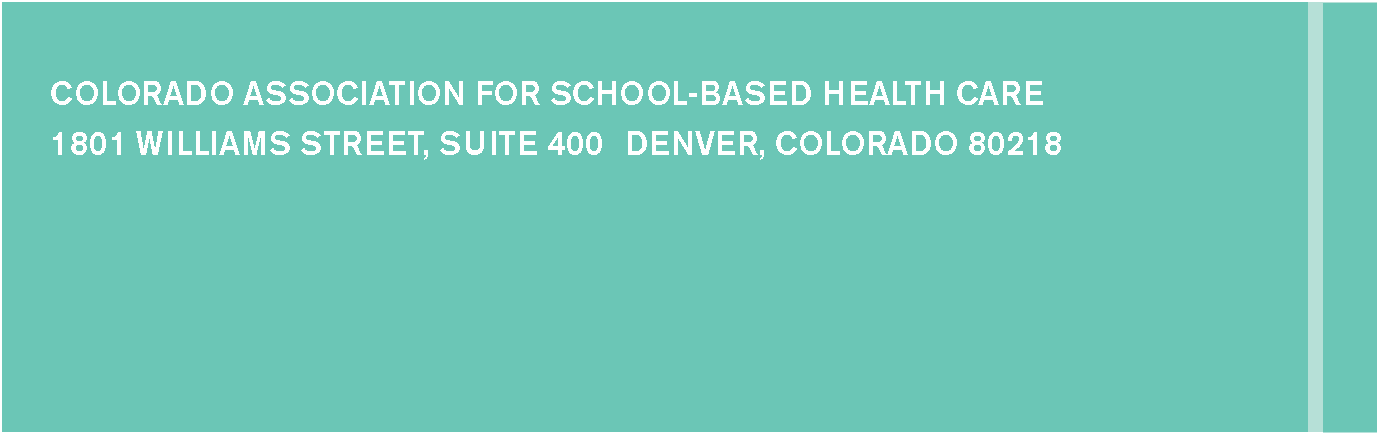 COLORADO ASSOCIATION FOR SCHOOL-BASED HEALTH CARE
1801 WILLIAMS STREET, SUITE 400  DENVER, COLORADO 80218